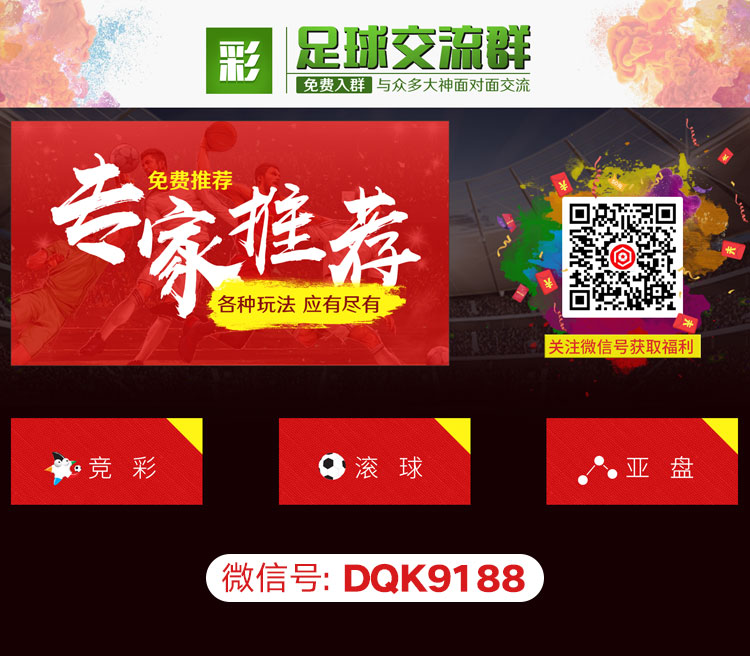 彩
足球交流群
免费入群 与众多大神面对面交流
免费推荐
专家推荐
各种玩法 应有尽有
关注微信号获取福利
竞彩
滚球
亚盘
微信号: DQK9188